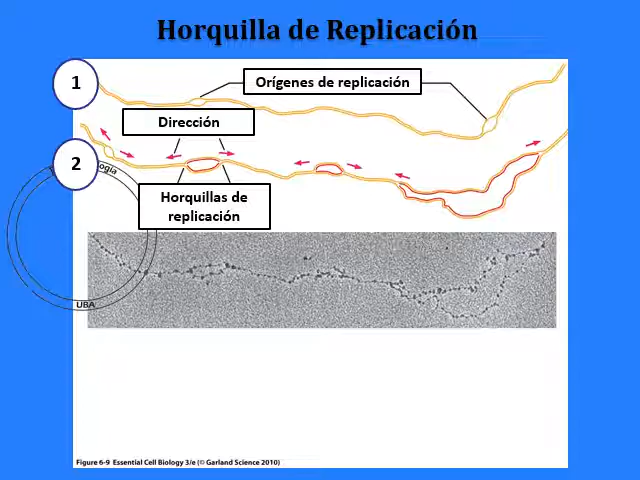 Horquilla de Replicación
1
Orígenes de replicación
Dirección
2
ología
Horquillas de
replicación
UBA
Figure 6-9 Essential Cell Biology 3/e (© Garland Science 2010)